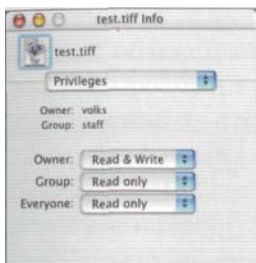 test.tiff Info
test.tiff
Privileges
Owner: volks
Group: staff
Owner: Read & Write
Group: Read only
Everyone: Read only